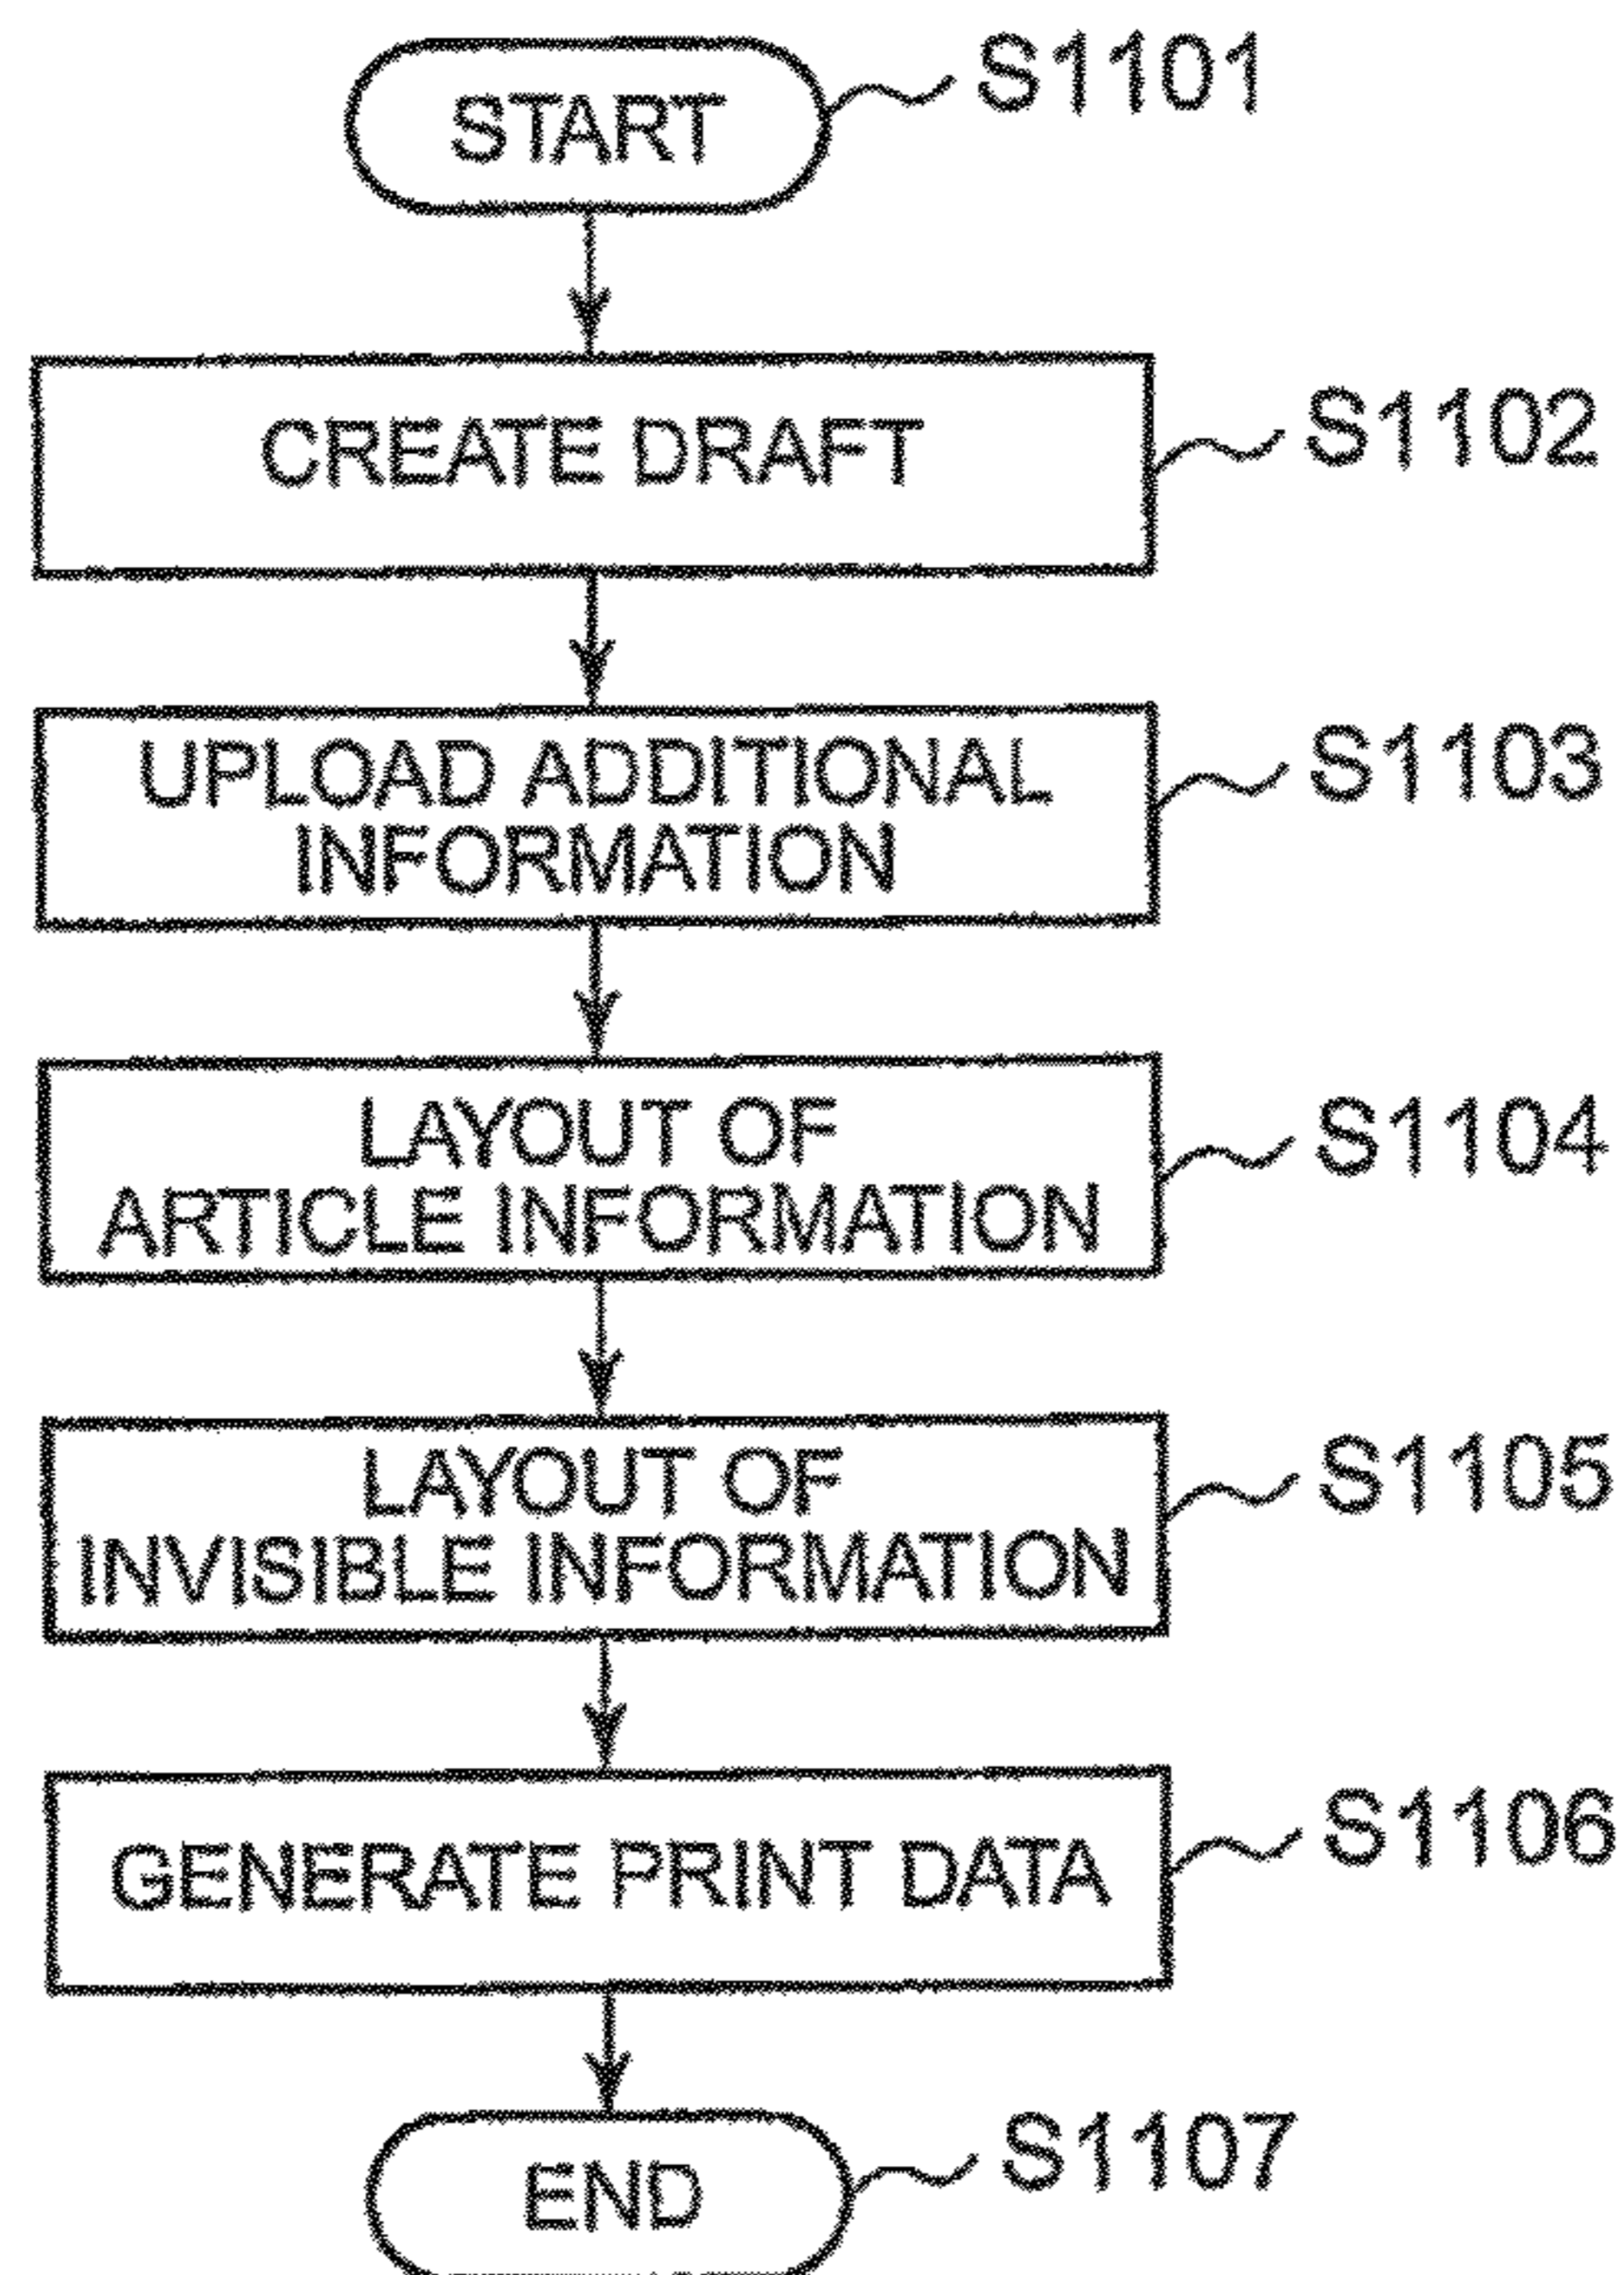 START
S1101
CREATE DRAFT
S1102
UPLOAD ADDITIONAL
INFORMATION
S1103
LAYOUT OF
ARTICLE INFORMATION
S1104
LAYOUT OF
INVISIBLE INFORMATION
S1105
GENERATE PRINT DATA
S1106
END
S1107